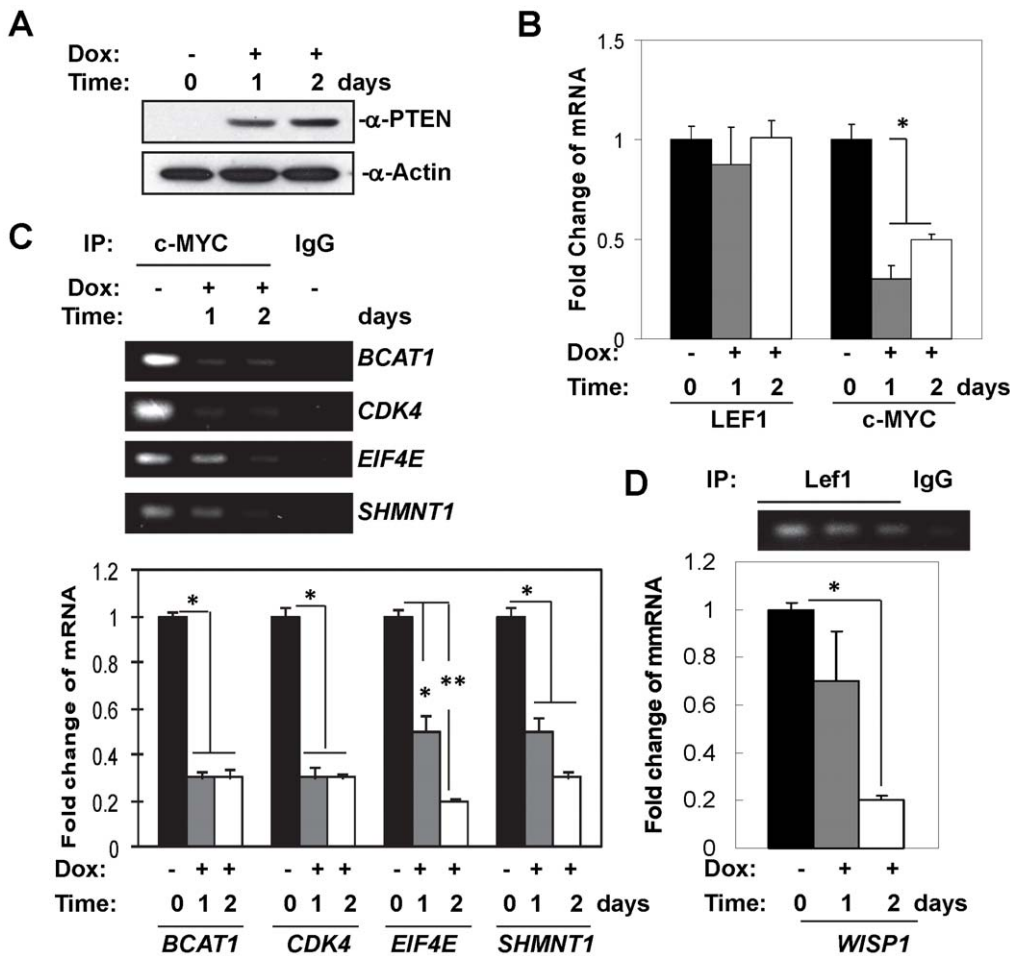 A
Dox: - + +
Time: 0 1 2 days
-α-PTEN
-α-Actin
B
Fold Change of mRNA
1.5
1
0.5
0
*
Dox: - + + - + +
Time: 0 1 2 0 1 2 days
LEF1 c-MYC
C
IP: c-MYC IgG
Dox: - + + -
Time: 1 2 days
BCAT1
CDK4
EIF4E
SHMNT1
Fold change of mRNA
1.2
1
0.8
0.6
0.4
0.2
0
* * * ** *
Dox: - + + - + + - + + - + +
Time: 0 1 2 0 1 2 0 1 2 0 1 2 days
BCAT1 CDK4 EIF4E SHMNT1
D
IP: Lef1 IgG
Fold change of mmRNA
1.2
1
0.8
0.6
0.4
0.2
0
*
Dox: - + +
Time: 0 1 2 days
WISP1